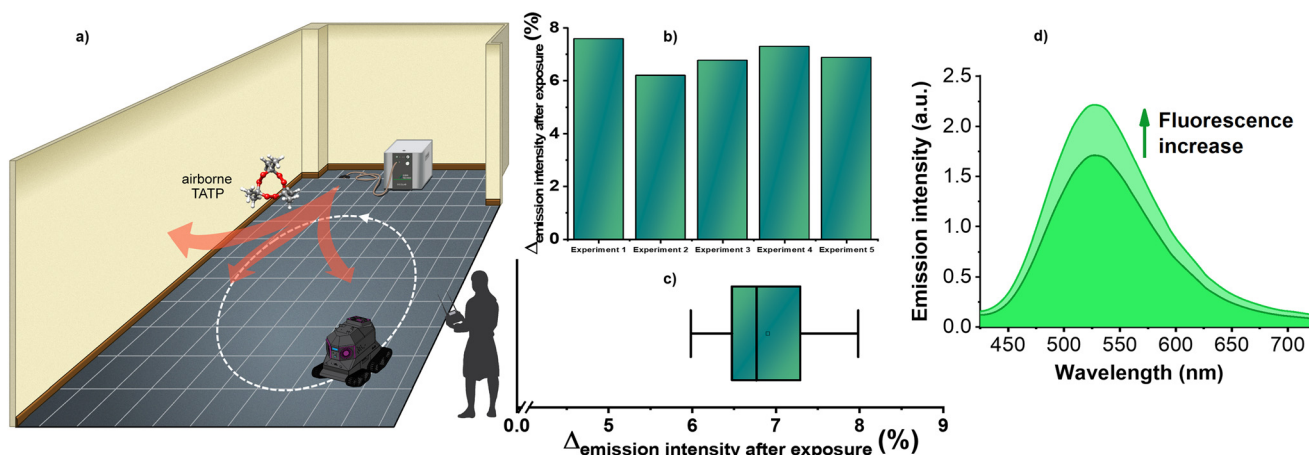 a)
airborne
TATP
b)
Δemission intensity after exposure (%)
8
6
4
2
0
Experiment 1 Experiment 2 Experiment 3 Experiment 4 Experiment 5
c)
0.0 5 6 7 8 9
Δemission intensity after exposure (%)
d)
Emission intensity (a.u.)
2.5
2.0
1.5
1.0
0.5
0.0
Fluorescence
increase
450 500 550 600 650 700
Wavelength (nm)